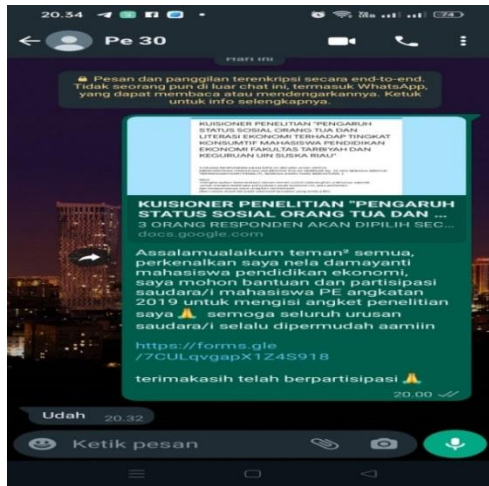 20.34
74
Pe 30
Hari ini
Pesan dan panggilan terenkripsi secara end-to-end.
Tidak seorang pun di luar chat ini, termasuk WhatsApp,
yang dapat membaca atau mendengarkannya. Ketuk
untuk info selengkapnya.
KUISIONER PENELITIAN "PENGARUH
STATUS SOSIAL ORANG TUA DAN
LITERASI EKONOMI TERHADAP TINGKAT
KONSUMTIF MAHASISWA PENDIDIKAN
EKONOMI FAKULTAS TARBIYAH DAN
KEGURUAN UIN SUSKA RIAU"
KUISIONER PENELITIAN "PENGARUH
STATUS SOSIAL ORANG TUA DAN ...
3 ORANG RESPONDEN AKAN DIPILIH SEC...
docs.google.com
Assalamualaikum teman² semua,
perkenalkan saya nela damayanti
mahasiswa pendidikan ekonomi,
saya mohon bantuan dan partisipasi
saudara/i mahasiswa PE angkatan
2019 untuk mengisi angket penelitian
saya 🙏 semoga seluruh urusan
saudara/i selalu dipermudah aamiin
https://forms.gle
/7CULqvgapX1Z4S918
terimakasih telah berpartisipasi 🙏
20.00
Udah 20.32
Ketik pesan